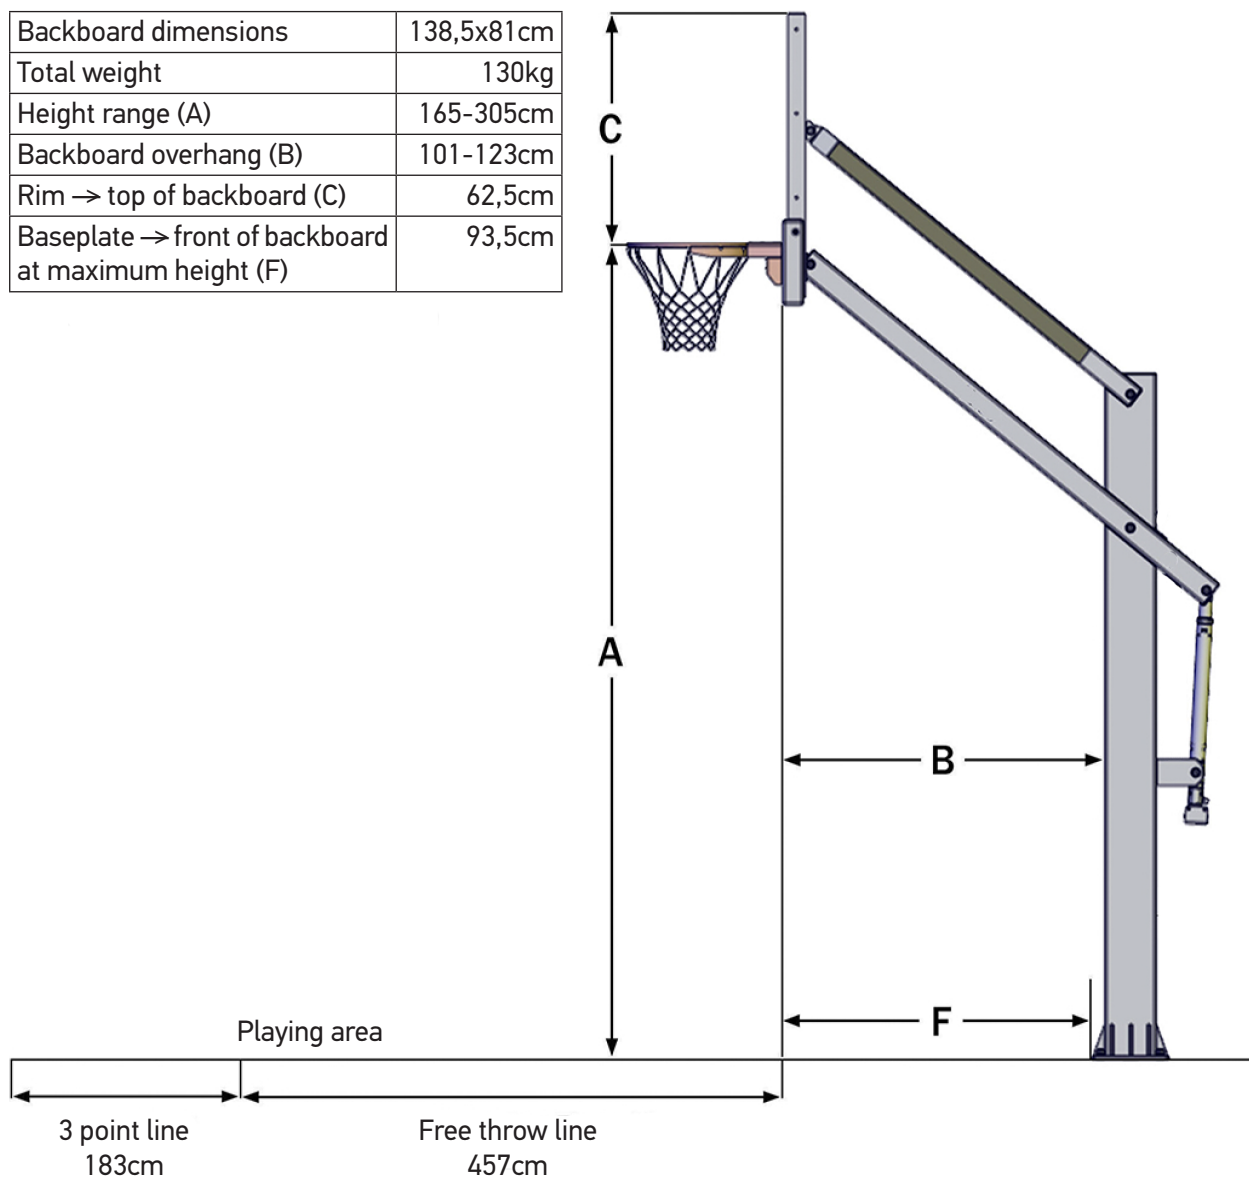 Backboard dimensions 138,5x81cm
Total weight 130kg
Height range (A) 165-305cm
Backboard overhang (B) 101-123cm
Rim → top of backboard (C) 62,5cm
Baseplate → front of backboard 93,5cm
at maximum height (F)
C
A
B
F
Playing area
3 point line
183cm
Free throw line
457cm